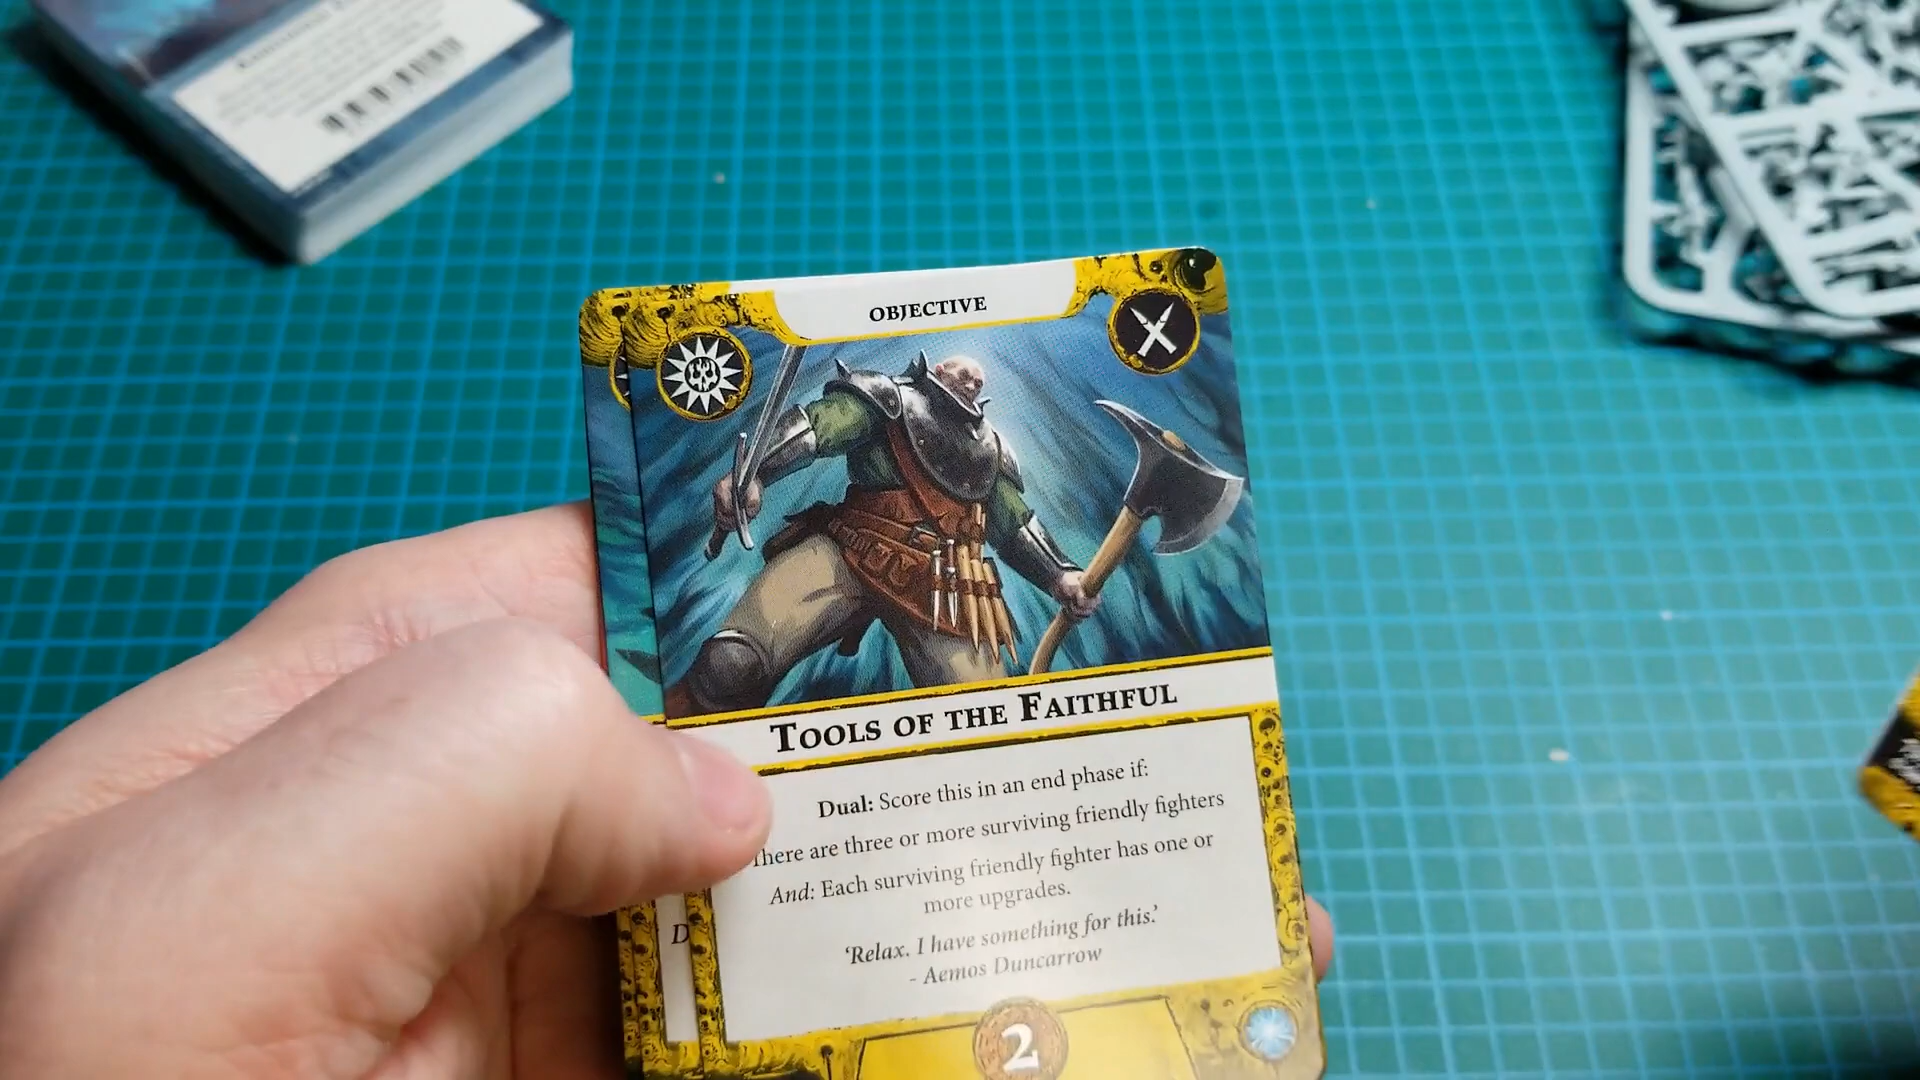 OBJECTIVE
TOOLS OF THE FAITHFUL
Dual: Score this in an end phase if:
here are three or more surviving friendly fighters
And: Each surviving friendly fighter has one or
more upgrades.
‘Relax. I have something for this.’
- Aemos Duncarrow
D
2